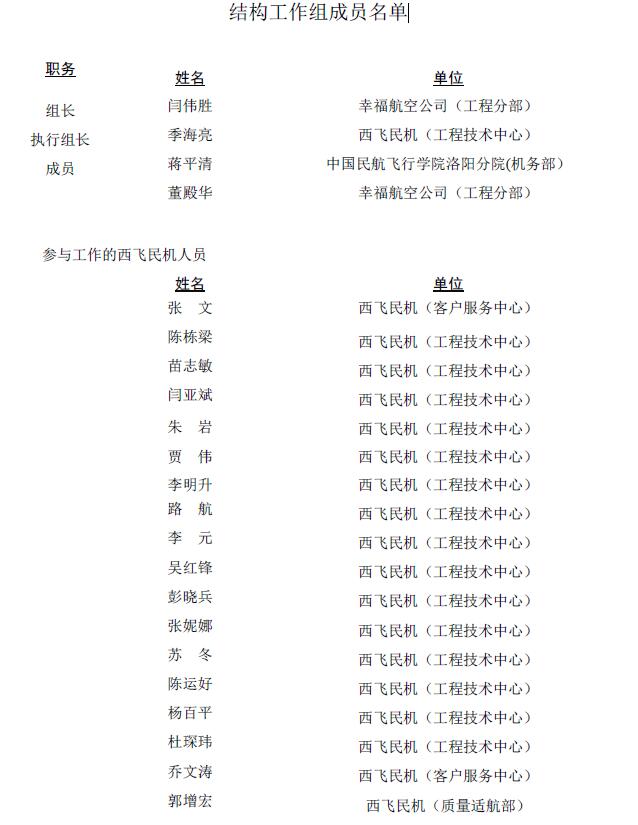 结构工作组成员名单
职务 姓名 单位
组长 闫伟胜 幸福航空公司（工程分部）
执行组长 季海亮 西飞民机（工程技术中心）
成员 蒋平清 中国民航飞行学院洛阳分院(机务部）
董殿华 幸福航空公司（工程分部）
参与工作的西飞民机人员
姓名 单位
张 文 西飞民机（客户服务中心）
陈栋梁 西飞民机（工程技术中心）
苗志敏 西飞民机（工程技术中心）
闫亚斌 西飞民机（工程技术中心）
朱 岩 西飞民机（工程技术中心）
贾 伟 西飞民机（工程技术中心）
李明升 西飞民机（工程技术中心）
路 航 西飞民机（工程技术中心）
李 元 西飞民机（工程技术中心）
吴红锋 西飞民机（工程技术中心）
彭晓兵 西飞民机（工程技术中心）
张妮娜 西飞民机（工程技术中心）
苏 冬 西飞民机（工程技术中心）
陈运好 西飞民机（工程技术中心）
杨百平 西飞民机（工程技术中心）
杜琛玮 西飞民机（工程技术中心）
乔文涛 西飞民机（客户服务中心）
郭增宏 西飞民机（质量适航部）